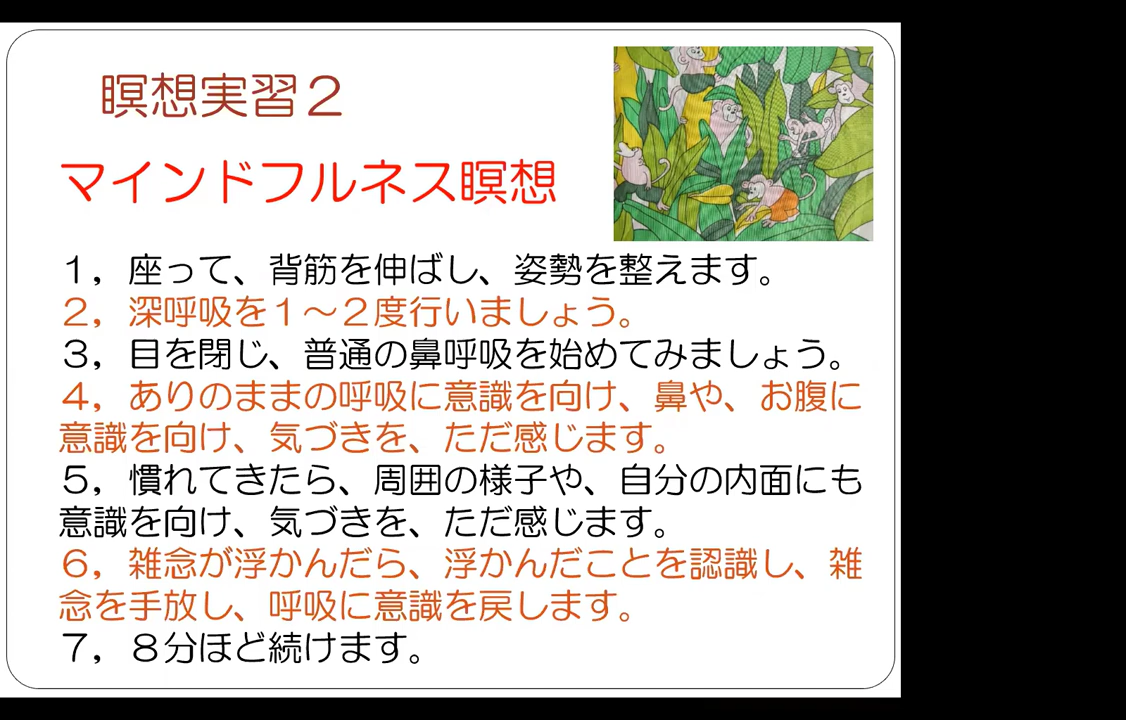 瞑想実習２
マインドフルネス瞑想
１，座って、背筋を伸ばし、姿勢を整えます。
２，深呼吸を１～２度行いましょう。
３，目を閉じ、普通の鼻呼吸を始めてみましょう。
４，ありのままの呼吸に意識を向け、鼻や、お腹に
意識を向け、気づきを、ただ感じます。
５，慣れてきたら、周囲の様子や、自分の内面にも
意識を向け、気づきを、ただ感じます。
６，雑念が浮かんだら、浮かんだことを認識し、雑
念を手放し、呼吸に意識を戻します。
７，８分ほど続けます。